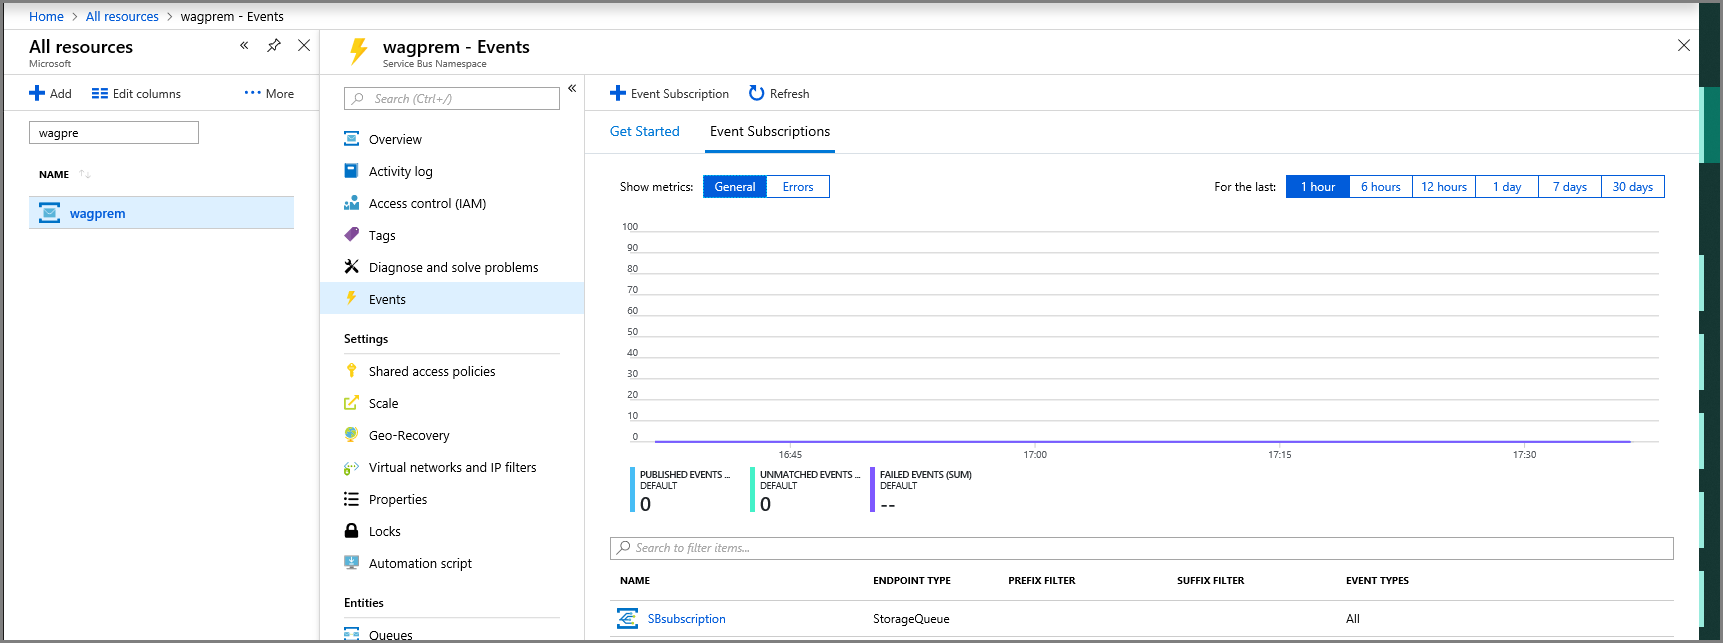 Home > All resources > wagprem - Events
All resources
Microsoft
Add
Edit columns
More
wagpre
NAME
wagprem
wagprem - Events
Service Bus Namespace
Search (Ctrl+/)
Overview
Activity log
Access control (IAM)
Tags
Diagnose and solve problems
Events
Settings
Shared access policies
Scale
Geo-Recovery
Virtual networks and IP filters
Properties
Locks
Automation script
Entities
Queues
Event Subscription
Refresh
Get Started
Event Subscriptions
Show metrics: General Errors
For the last: 1 hour 6 hours 12 hours 1 day 7 days 30 days
100
90
80
70
60
50
40
30
20
10
0
16:45 17:00 17:15 17:30
PUBLISHED EVENTS ...
DEFAULT
0
UNMATCHED EVENTS ...
DEFAULT
0
FAILED EVENTS (SUM)
DEFAULT
--
Search to filter items...
NAME ENDPOINT TYPE PREFIX FILTER SUFFIX FILTER EVENT TYPES
SBsubscription StorageQueue All